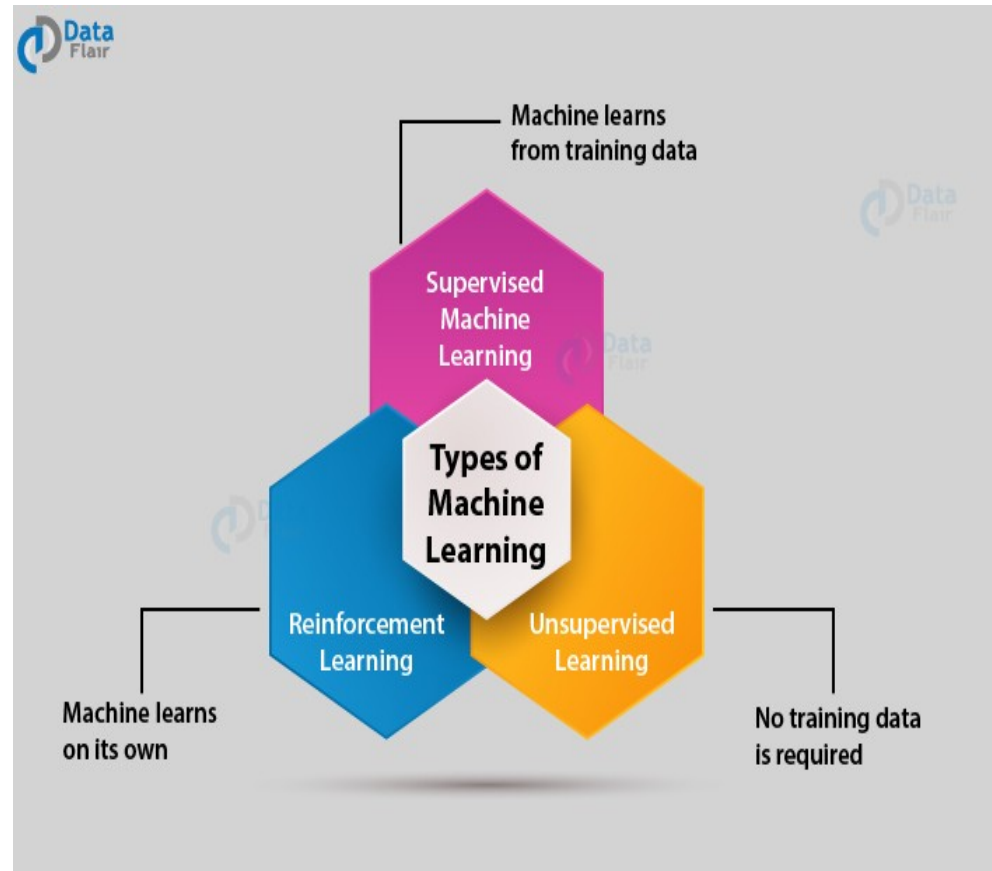 Data
Flair
Machine learns
from training data
Data
Flair
Supervised
Machine
Learning
Data
Flair
Types of
Machine
Learning
Reinforcement
Learning
Unsupervised
Learning
Machine learns
on its own
No training data
is required